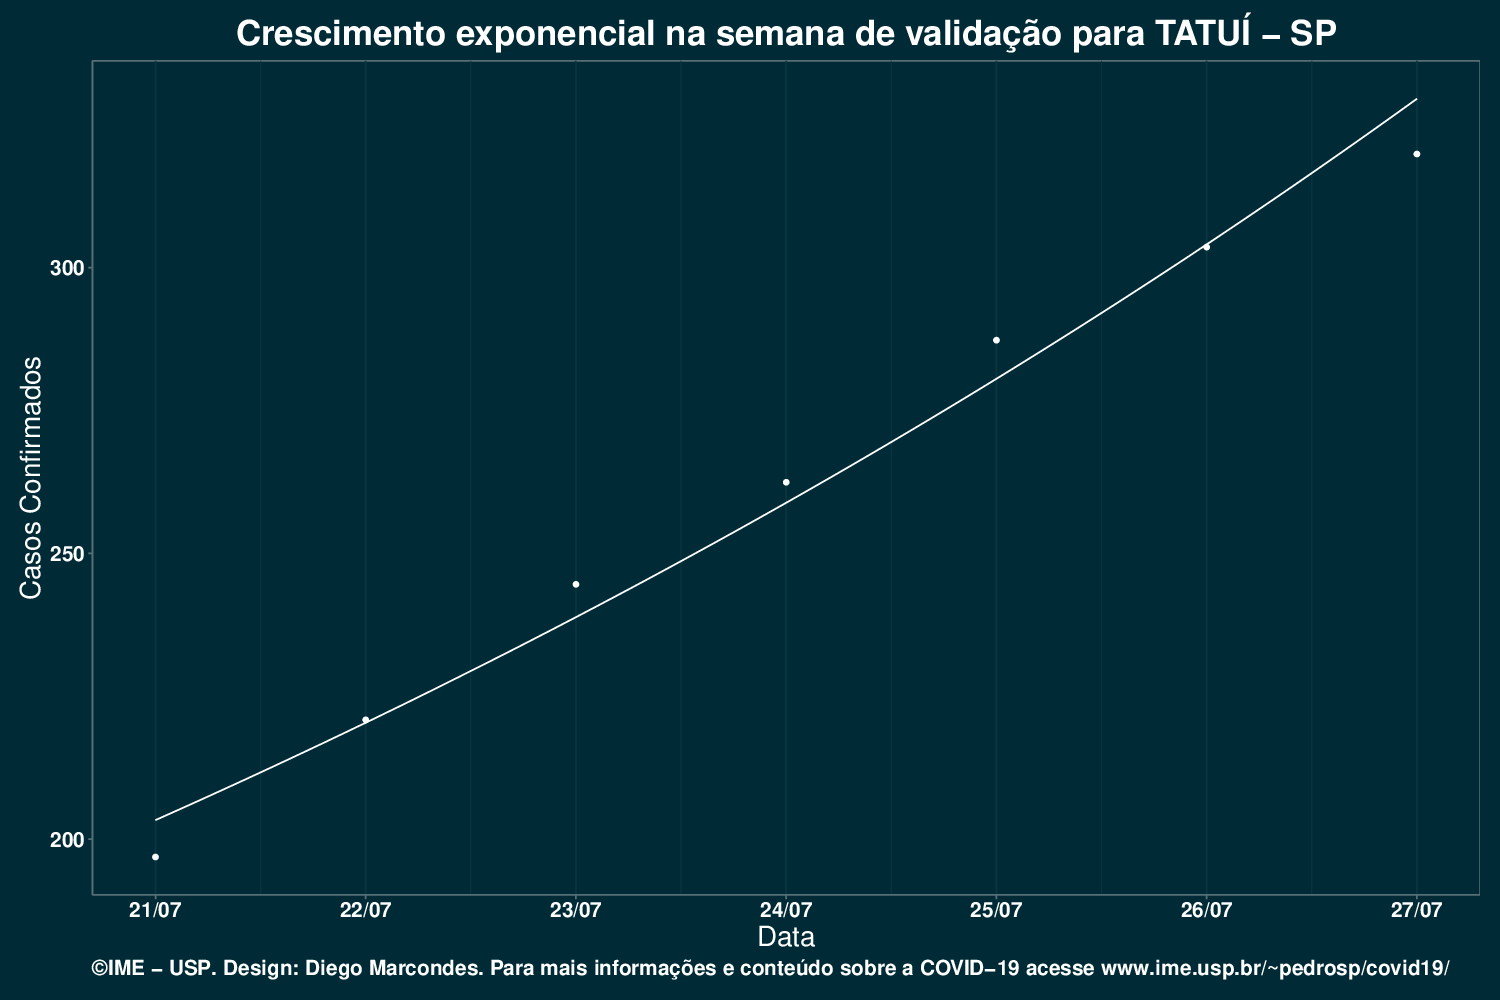 Crescimento exponencial na semana de validação para TATUÍ – SP
Casos Confirmados
300
250
200
21/07 22/07 23/07 24/07 25/07 26/07 27/07
Data
©IME – USP. Design: Diego Marcondes. Para mais informações e conteúdo sobre a COVID–19 acesse www.ime.usp.br/~pedrosp/covid19/